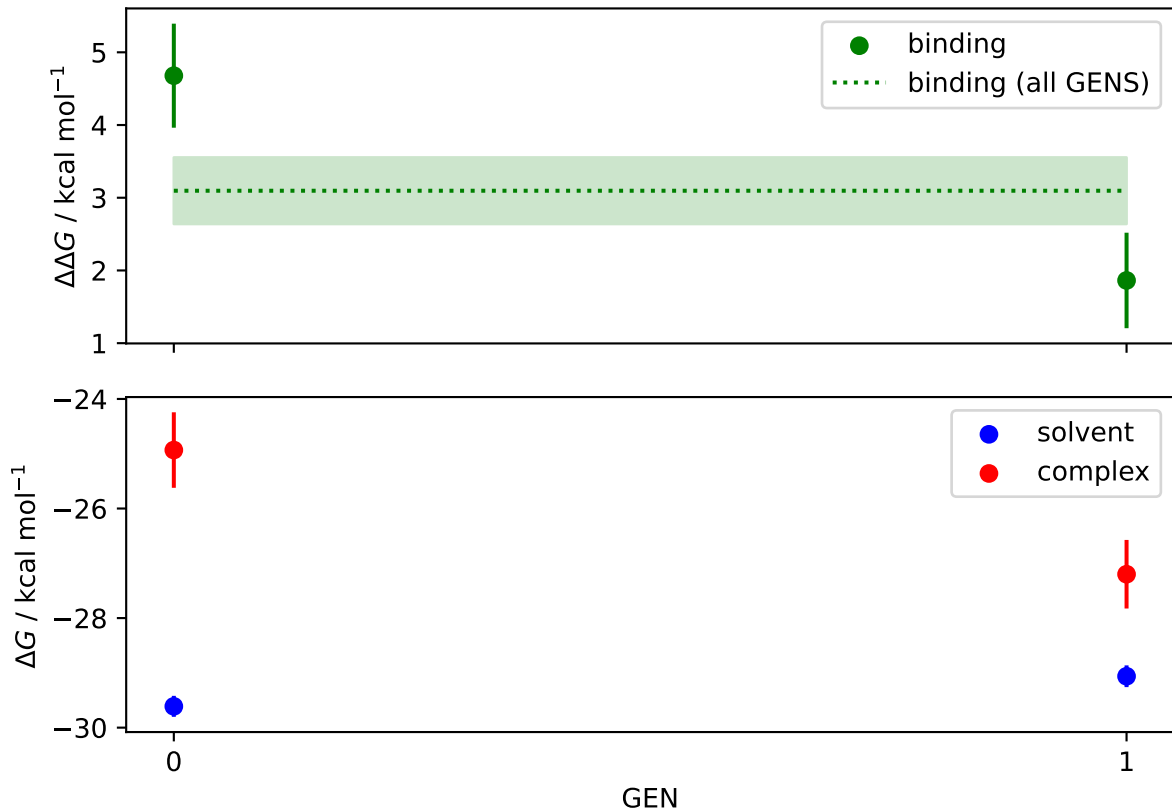 5
4
3
2
1
ΔΔG / kcal mol⁻¹
binding
binding (all GENS)
−24
−26
−28
−30
ΔG / kcal mol⁻¹
solvent
complex
0
1
GEN